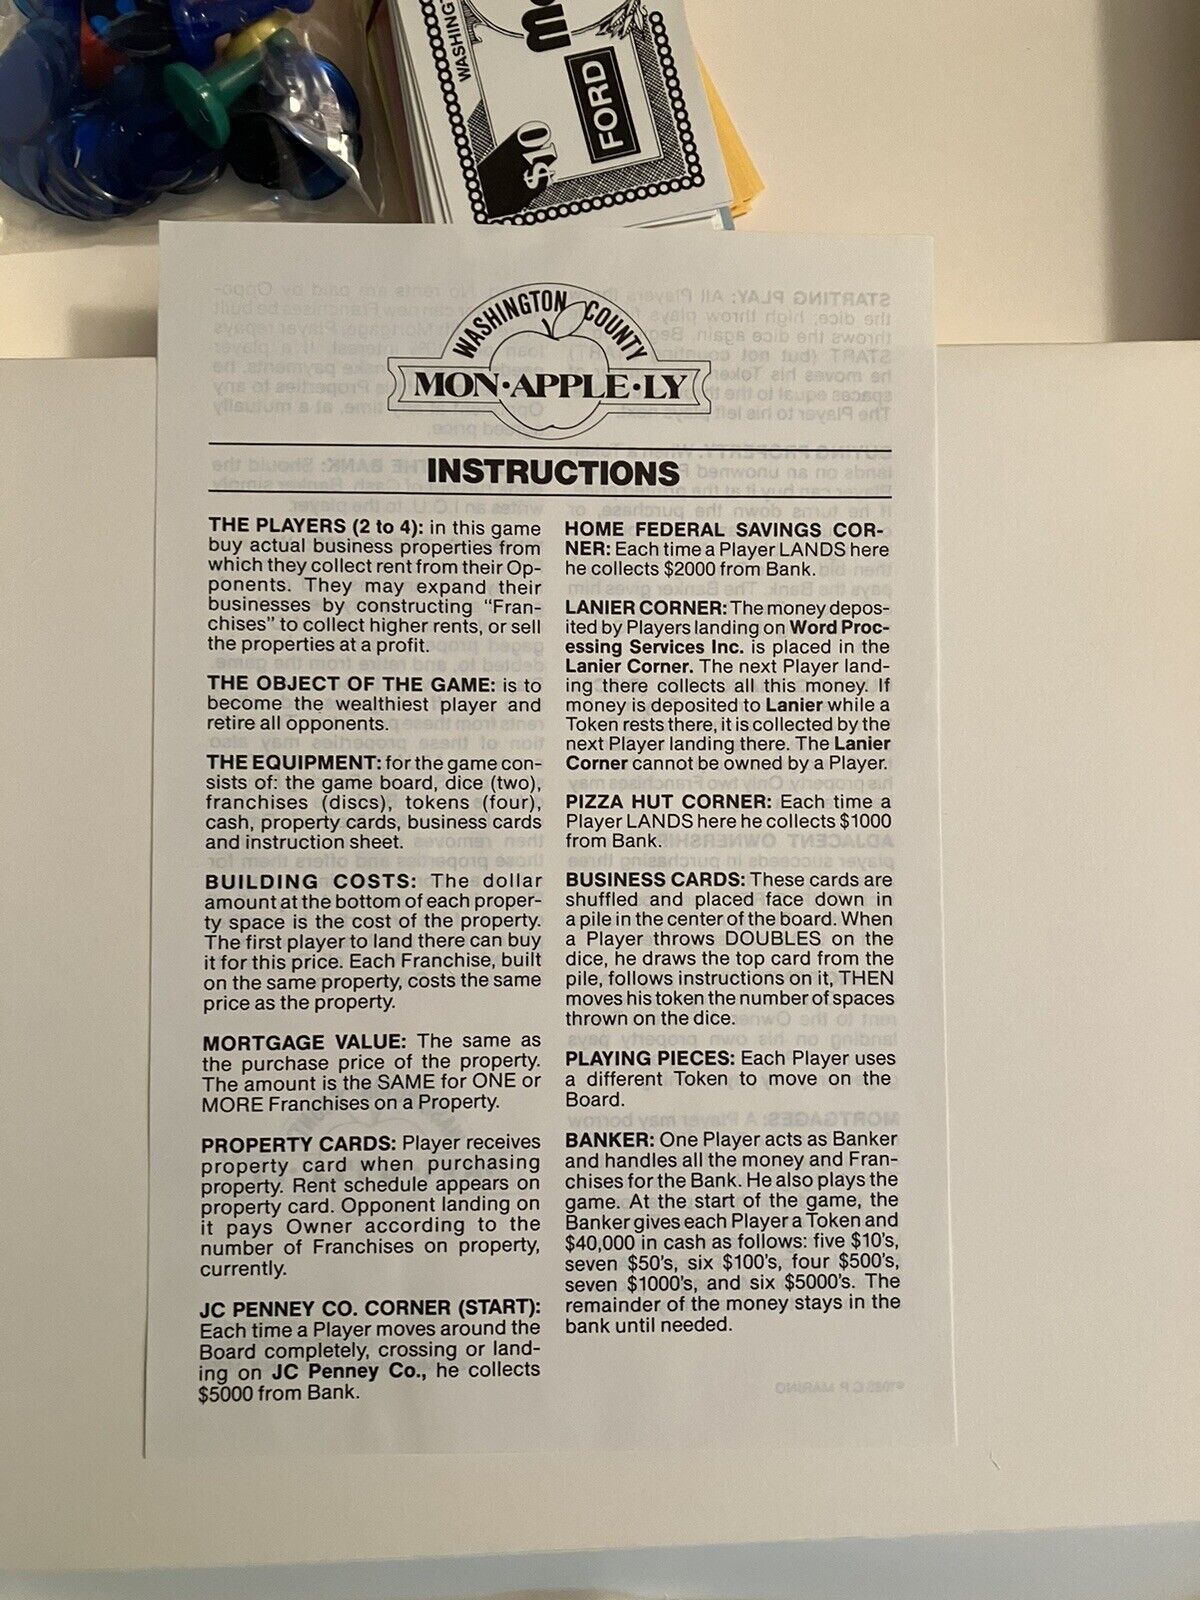 WASHINGTON
$10
FORD
WASHINGTON COUNTY
MON•APPLE•LY
INSTRUCTIONS
THE PLAYERS (2 to 4): in this game
buy actual business properties from
which they collect rent from their Op-
ponents. They may expand their
businesses by constructing "Fran-
chises" to collect higher rents, or sell
the properties at a profit.
THE OBJECT OF THE GAME: is to
become the wealthiest player and
retire all opponents.
THE EQUIPMENT: for the game con-
sists of: the game board, dice (two),
franchises (discs), tokens (four),
cash, property cards, business cards
and instruction sheet.
BUILDING COSTS: The dollar
amount at the bottom of each proper-
ty space is the cost of the property.
The first player to land there can buy
it for this price. Each Franchise, built
on the same property, costs the same
price as the property.
MORTGAGE VALUE: The same as
the purchase price of the property.
The amount is the SAME for ONE or
MORE Franchises on a Property.
PROPERTY CARDS: Player receives
property card when purchasing
property. Rent schedule appears on
property card. Opponent landing on
it pays Owner according to the
number of Franchises on property,
currently.
JC PENNEY CO. CORNER (START):
Each time a Player moves around the
Board completely, crossing or land-
ing on JC Penney Co., he collects
$5000 from Bank.
HOME FEDERAL SAVINGS COR-
NER: Each time a Player LANDS here
he collects $2000 from Bank.
LANIER CORNER: The money depos-
ited by Players landing on Word Proc-
essing Services Inc. is placed in the
Lanier Corner. The next Player land-
ing there collects all this money. If
money is deposited to Lanier while a
Token rests there, it is collected by the
next Player landing there. The Lanier
Corner cannot be owned by a Player.
PIZZA HUT CORNER: Each time a
Player LANDS here he collects $1000
from Bank.
BUSINESS CARDS: These cards are
shuffled and placed face down in
a pile in the center of the board. When
a Player throws DOUBLES on the
dice, he draws the top card from the
pile, follows instructions on it, THEN
moves his token the number of spaces
thrown on the dice.
PLAYING PIECES: Each Player uses
a different Token to move on the
Board.
BANKER: One Player acts as Banker
and handles all the money and Fran-
chises for the Bank. He also plays the
game. At the start of the game, the
Banker gives each Player a Token and
$40,000 in cash as follows: five $10's,
seven $50's, six $100's, four $500's,
seven $1000's, and six $5000's. The
remainder of the money stays in the
bank until needed.